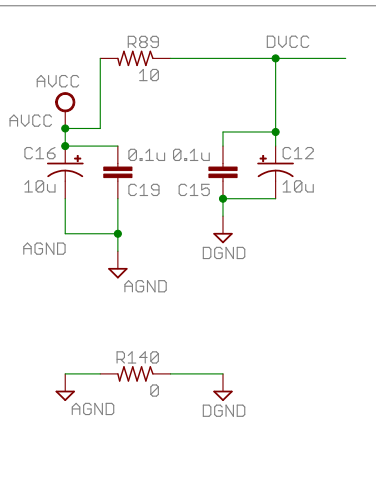 R89
DVCC
10
AVCC
AVCC
C16
0.1u
0.1u
C12
10u
C19
C15
10u
AGND
DGND
AGND
R140
0
AGND
DGND